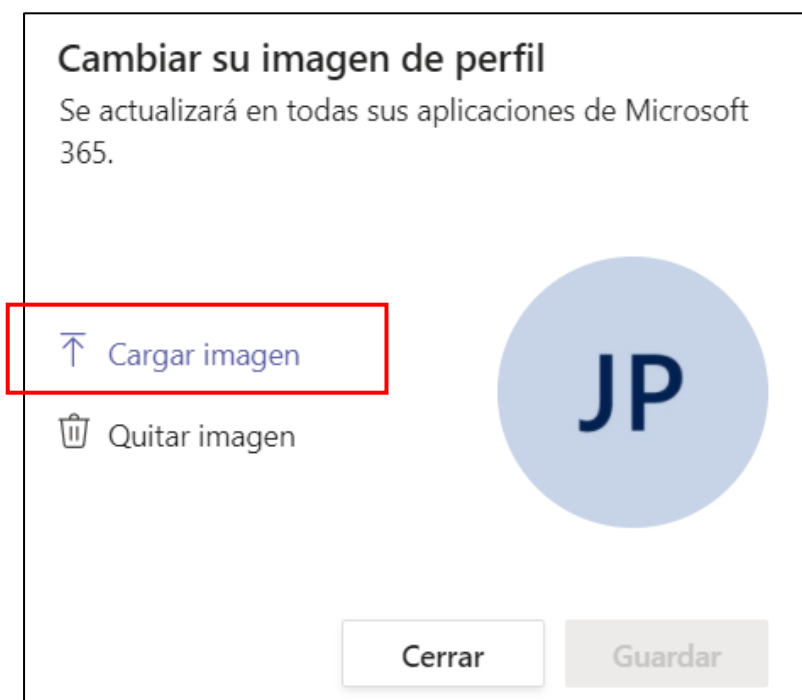 Cambiar su imagen de perfil
Se actualizará en todas sus aplicaciones de Microsoft
365.
Cargar imagen
JP
Quitar imagen
Cerrar
Guardar